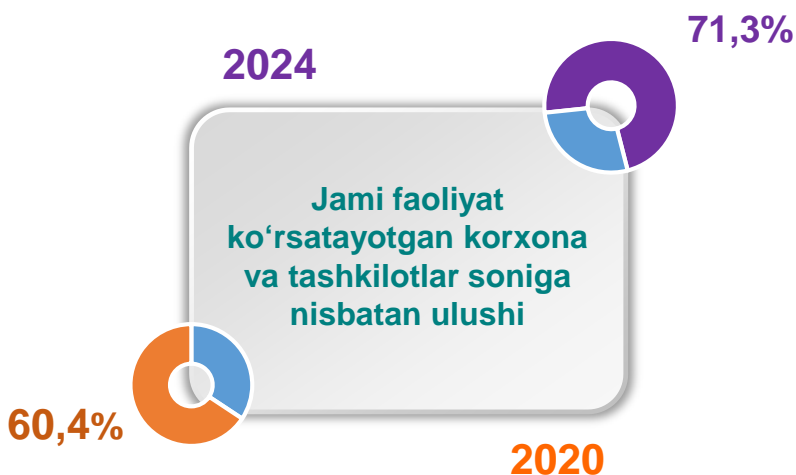 71,3%
2024
Jami faoliyat
ko‘rsatayotgan korxona
va tashkilotlar soniga
nisbatan ulushi
60,4%
2020